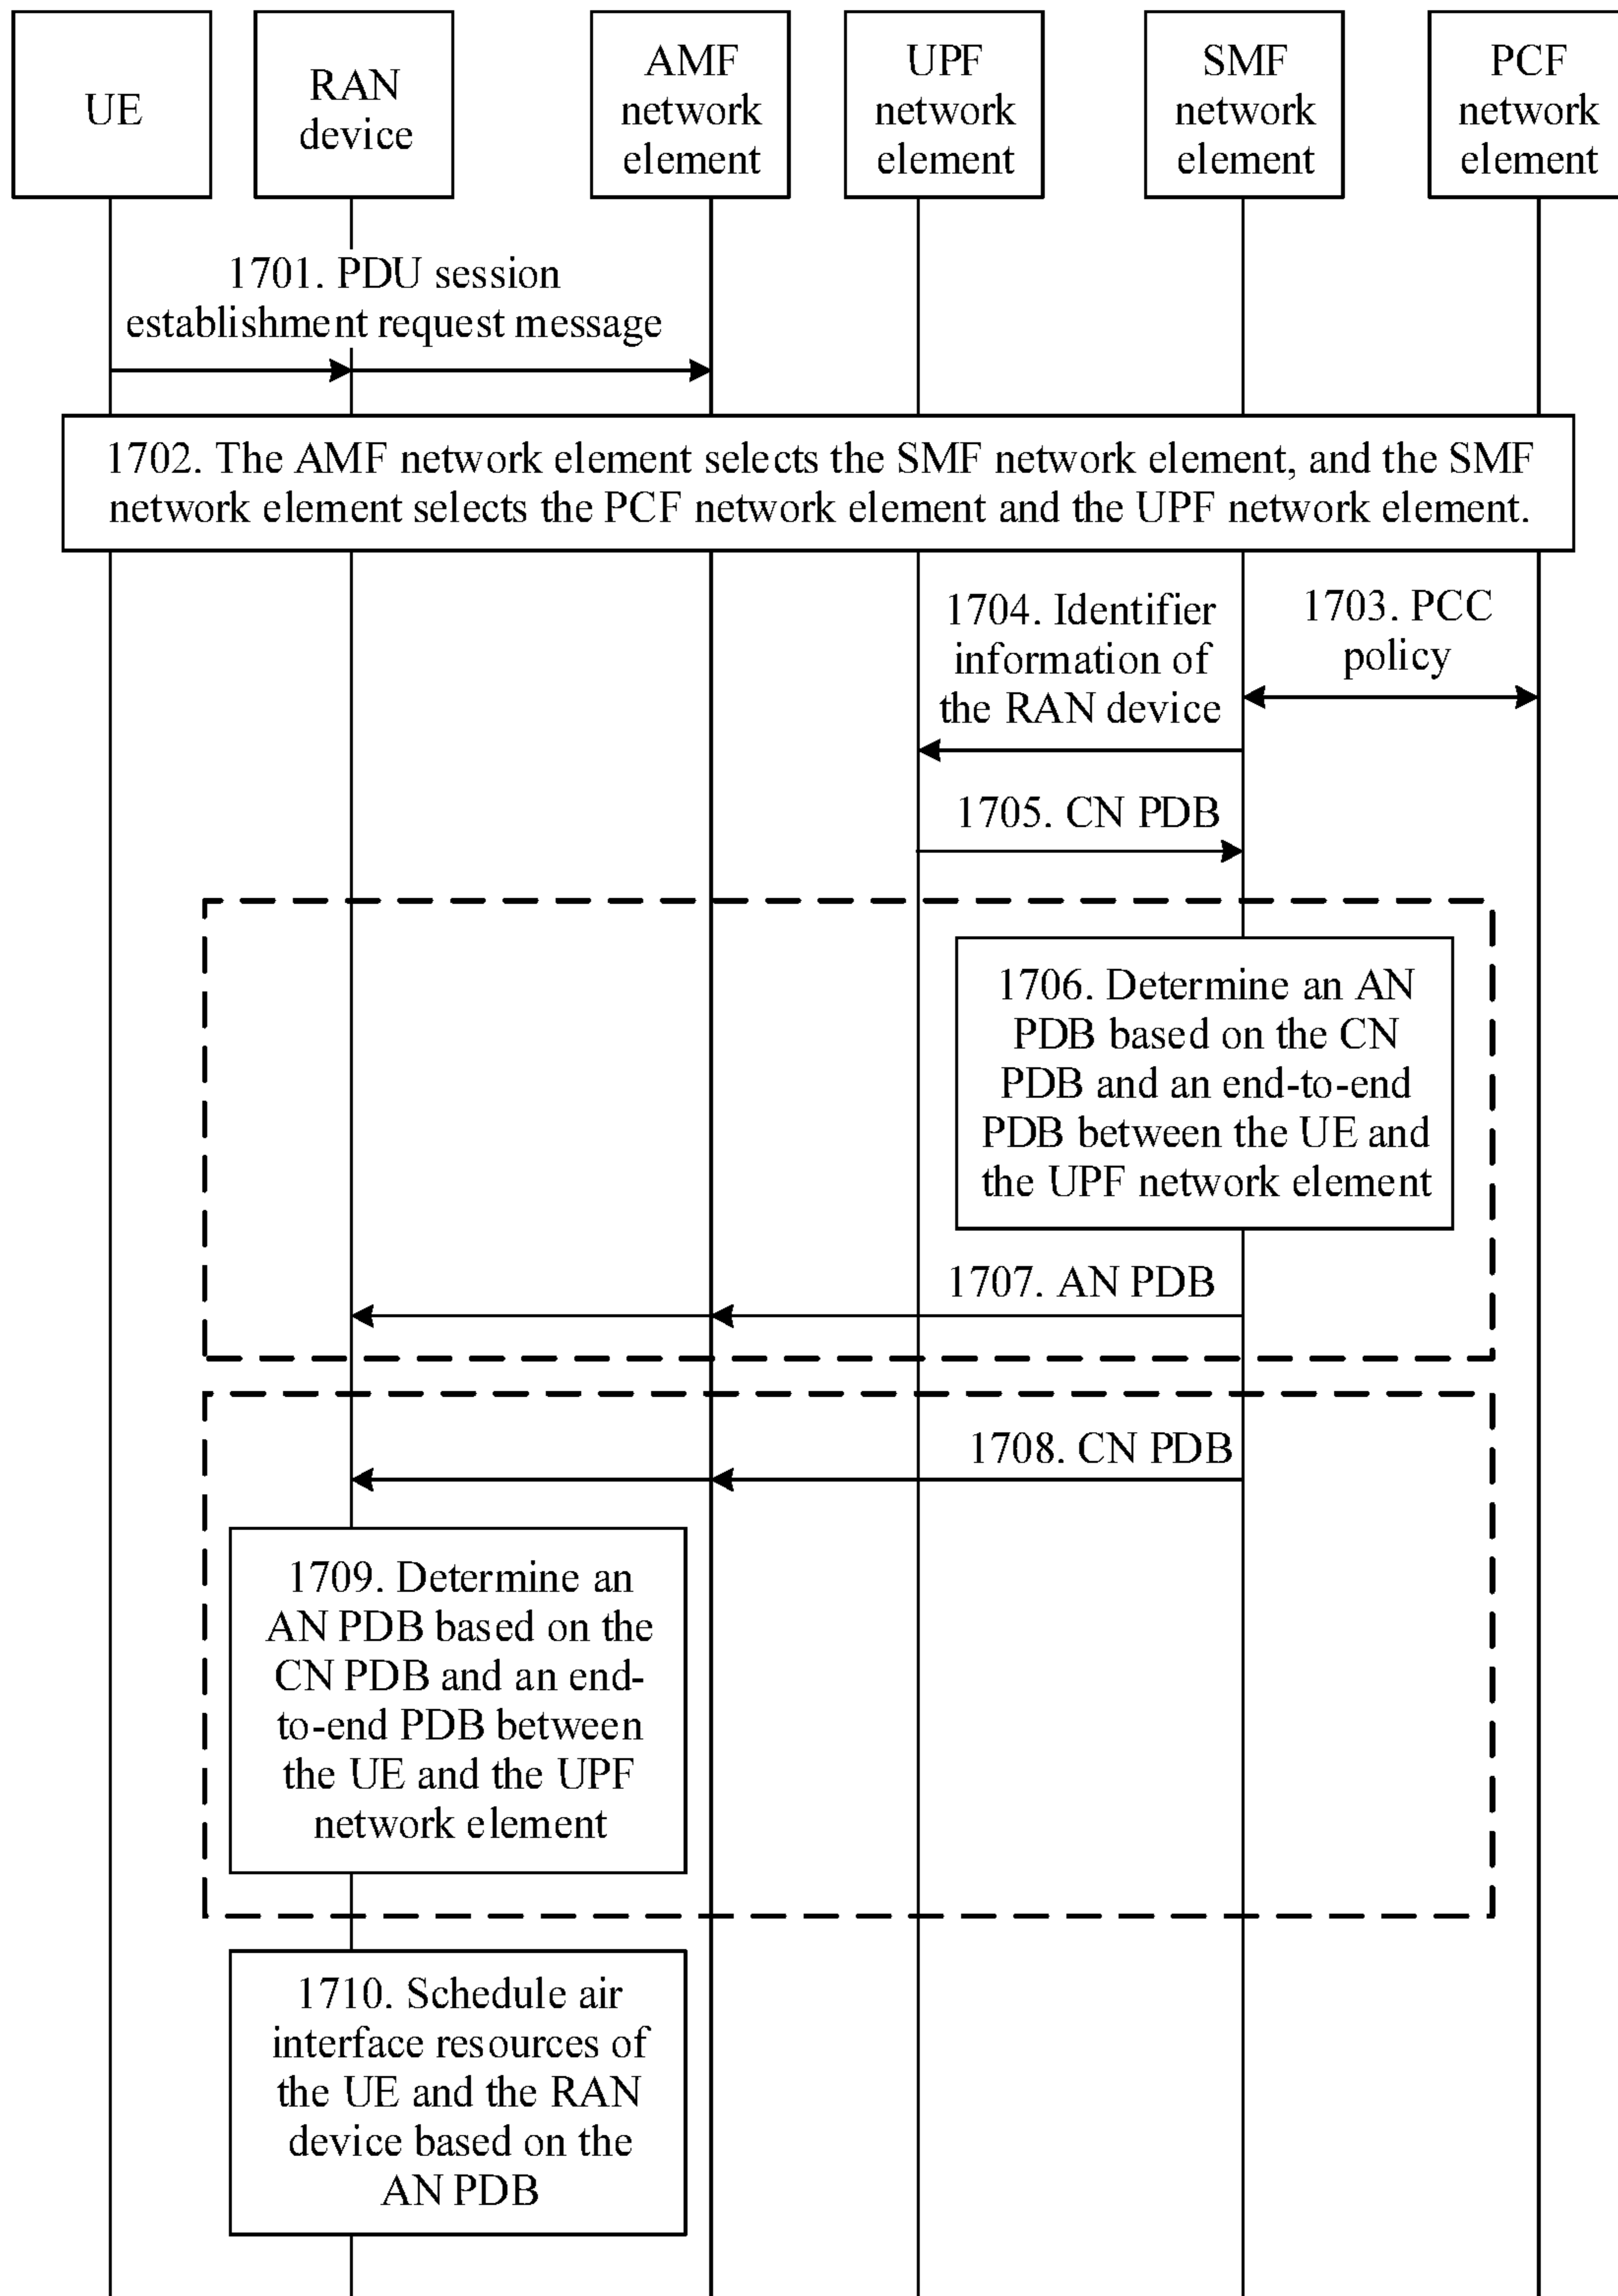 UE
RAN
device
AMF
network
element
UPF
network
element
SMF
network
element
PCF
network
element
1701. PDU session
establishment request message
1702. The AMF network element selects the SMF network element, and the SMF
network element selects the PCF network element and the UPF network element.
1703. PCC
policy
1704. Identifier
information of
the RAN device
1705. CN PDB
1706. Determine an AN
PDB based on the CN
PDB and an end-to-end
PDB between the UE and
the UPF network element
1707. AN PDB
1708. CN PDB
1709. Determine an
AN PDB based on the
CN PDB and an end-
to-end PDB between
the UE and the UPF
network element
1710. Schedule air
interface resources of
the UE and the RAN
device based on the
AN PDB